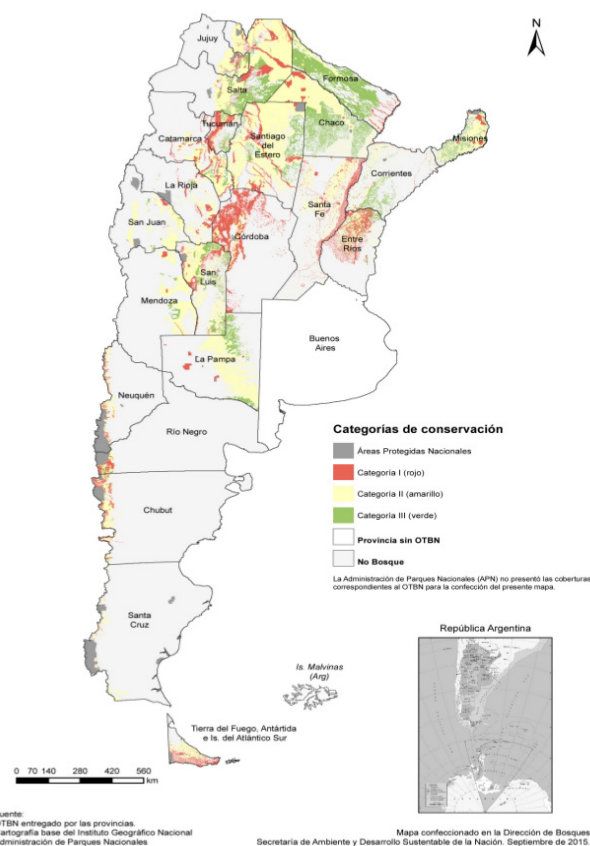 N
Jujuy
Salta
Formosa
Tucumán
Chaco
Catamarca
Santiago
del
Estero
Misiones
Corrientes
La Rioja
Santa
Fe
San Juan
Córdoba
Entre
Ríos
San
Luis
Mendoza
Buenos
Aires
La Pampa
Neuquén
Río Negro
Chubut
Santa
Cruz
Categorías de conservación
Áreas Protegidas Nacionales
Categoría I (rojo)
Categoría II (amarillo)
Categoría III (verde)
Provincia sin OTBN
No Bosque
La Administración de Parques Nacionales (APN) no presentó las coberturas
correspondientes al OTBN para la confección del presente mapa.
República Argentina
Is. Malvinas
(Arg)
Tierra del Fuego, Antártida
e Is. del Atlántico Sur
0 70 140 280 420 560
km
uente:
OTBN entregado por las provincias.
artografía base del Instituto Geográfico Nacional
dministración de Parques Nacionales
Mapa confeccionado en la Dirección de Bosques
Secretaría de Ambiente y Desarrollo Sustentable de la Nación. Septiembre de 2015.